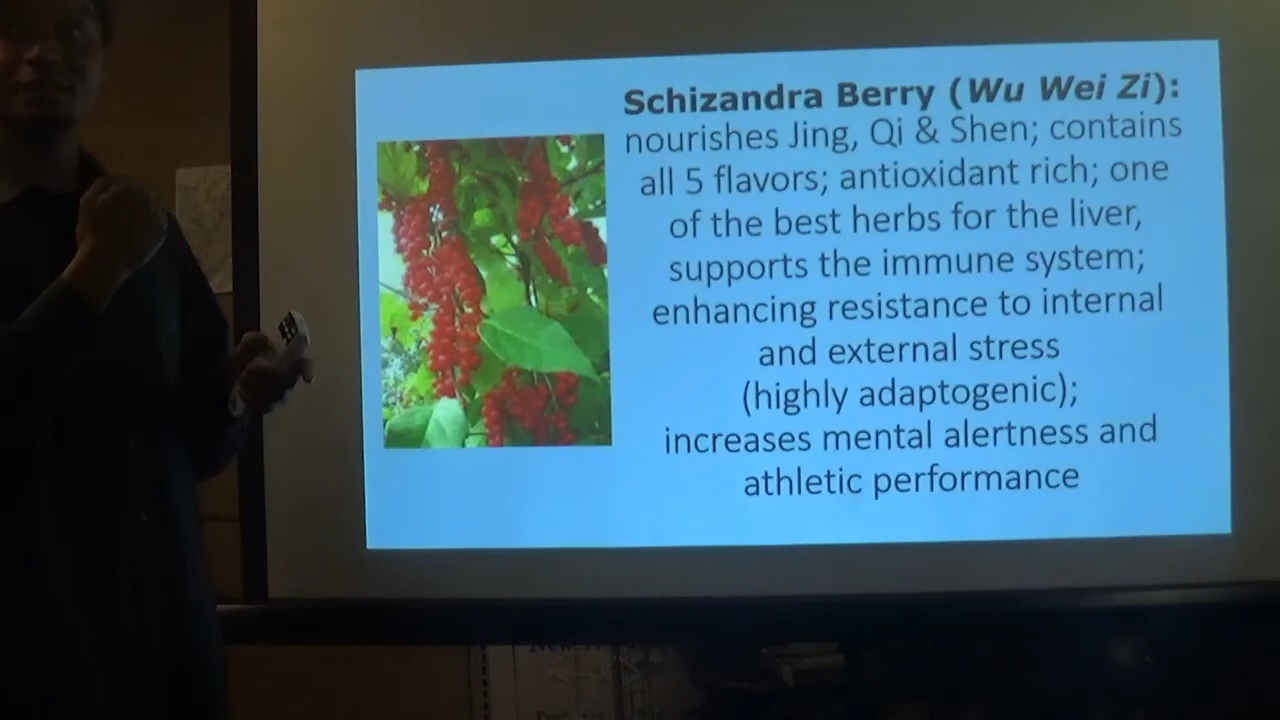 Schizandra Berry (Wu Wei Zi):
nourishes Jing, Qi & Shen; contains
all 5 flavors; antioxidant rich; one
of the best herbs for the liver,
supports the immune system;
enhancing resistance to internal
and external stress
(highly adaptogenic);
increases mental alertness and
athletic performance